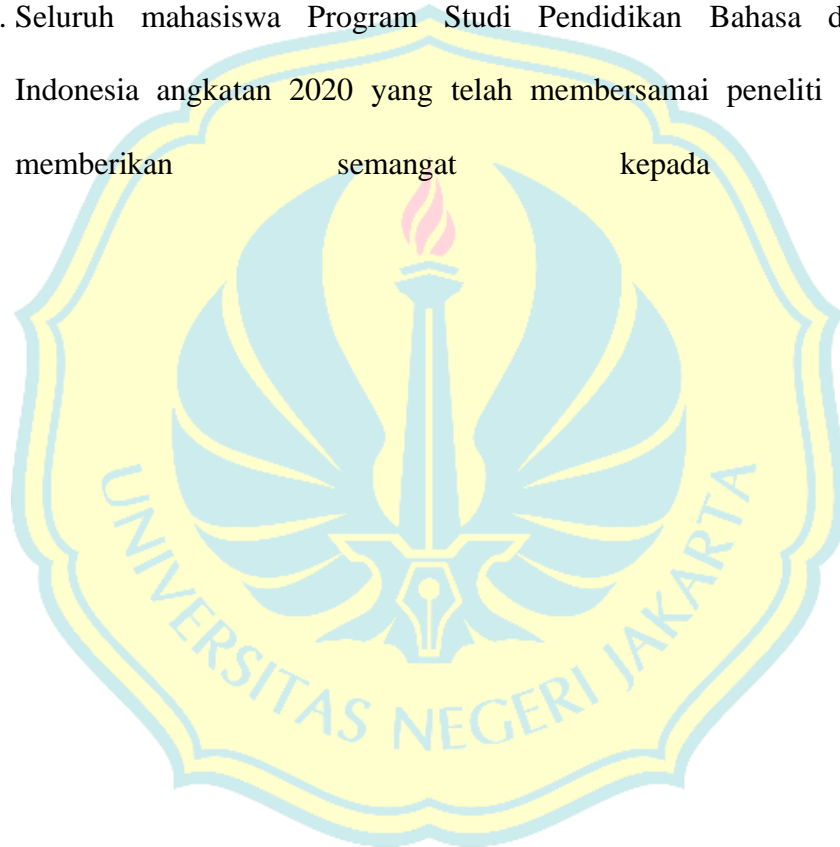 . Seluruh mahasiswa Program Studi Pendidikan Bahasa d
Indonesia angkatan 2020 yang telah membersamai peneliti
memberikan semangat kepada
UNIVERSITAS NEGERI JAKARTA